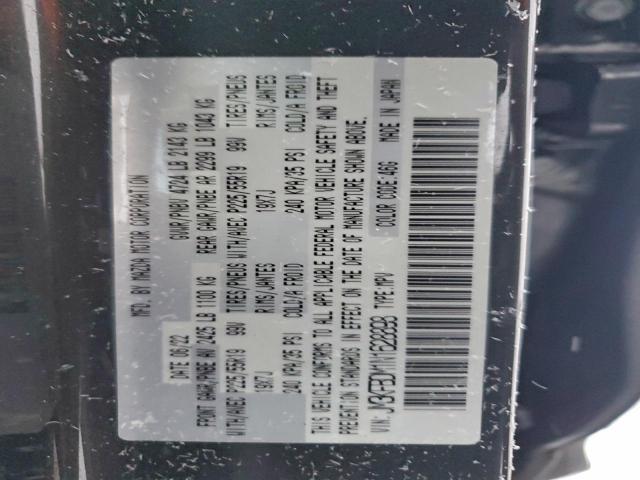 MFD. BY MAZDA MOTOR CORPORATION
DATE 06/22 GVWR/PNBV 4724 LB 2143 KG
FRONT GAWR/PNBE AV 2425 LB 1100 KG REAR GAWR/PNBE AR 2299 LB 1043 KG
WITH/AVEC P225/55R19 99V TIRES/PNEUS WITH/AVEC P225/55R19 99V TIRES/PNEUS
19X7J RIMS/JANTES 19X7J RIMS/JANTES
240 KPA/35 PSI COLD/A FROID 240 KPA/35 PSI COLD/A FROID
THIS VEHICLE CONFORMS TO ALL APPLICABLE FEDERAL MOTOR VEHICLE SAFETY AND THEFT
PREVENTION STANDARDS IN EFFECT ON THE DATE OF MANUFACTURE SHOWN ABOVE.
VIN: TYPE:MPV COLOR CODE:46G MADE IN JAPAN